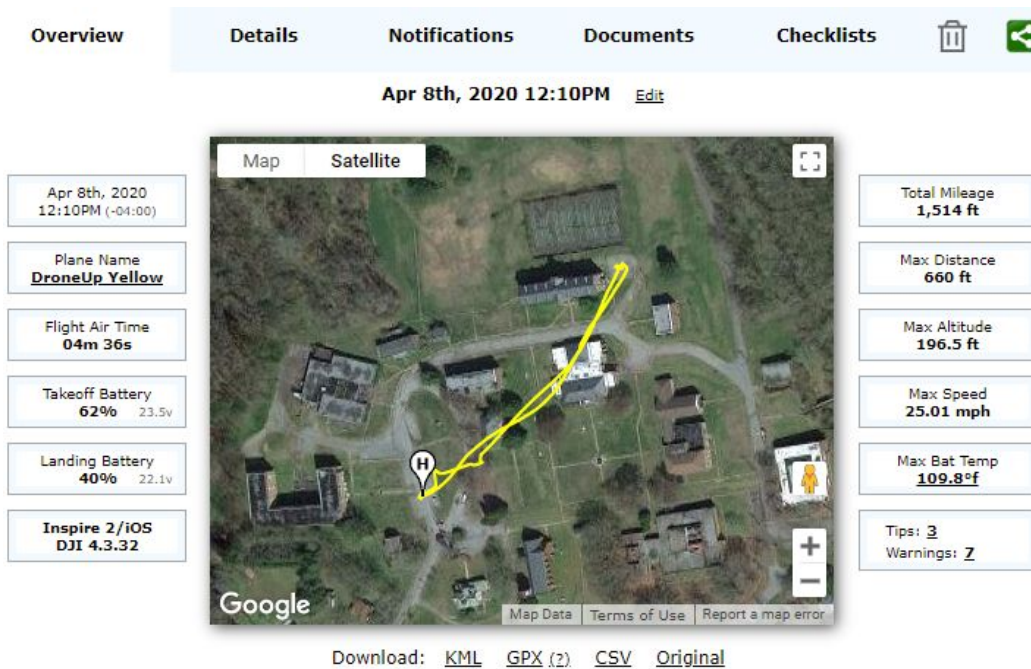 Overview
Details
Notifications
Documents
Checklists
Apr 8th, 2020 12:10PM Edit
Map
Satellite
Apr 8th, 2020
12:10PM (-04:00)
Plane Name
DroneUp Yellow
Flight Air Time
04m 36s
Takeoff Battery
62% 23.5v
Landing Battery
40% 22.1v
Inspire 2/iOS
DJI 4.3.32
H
Google
Map Data
Terms of Use
Report a map error
Total Mileage
1,514 ft
Max Distance
660 ft
Max Altitude
196.5 ft
Max Speed
25.01 mph
Max Bat Temp
109.8°f
Tips: 3
Warnings: 7
Download: KML GPX (?) CSV Original